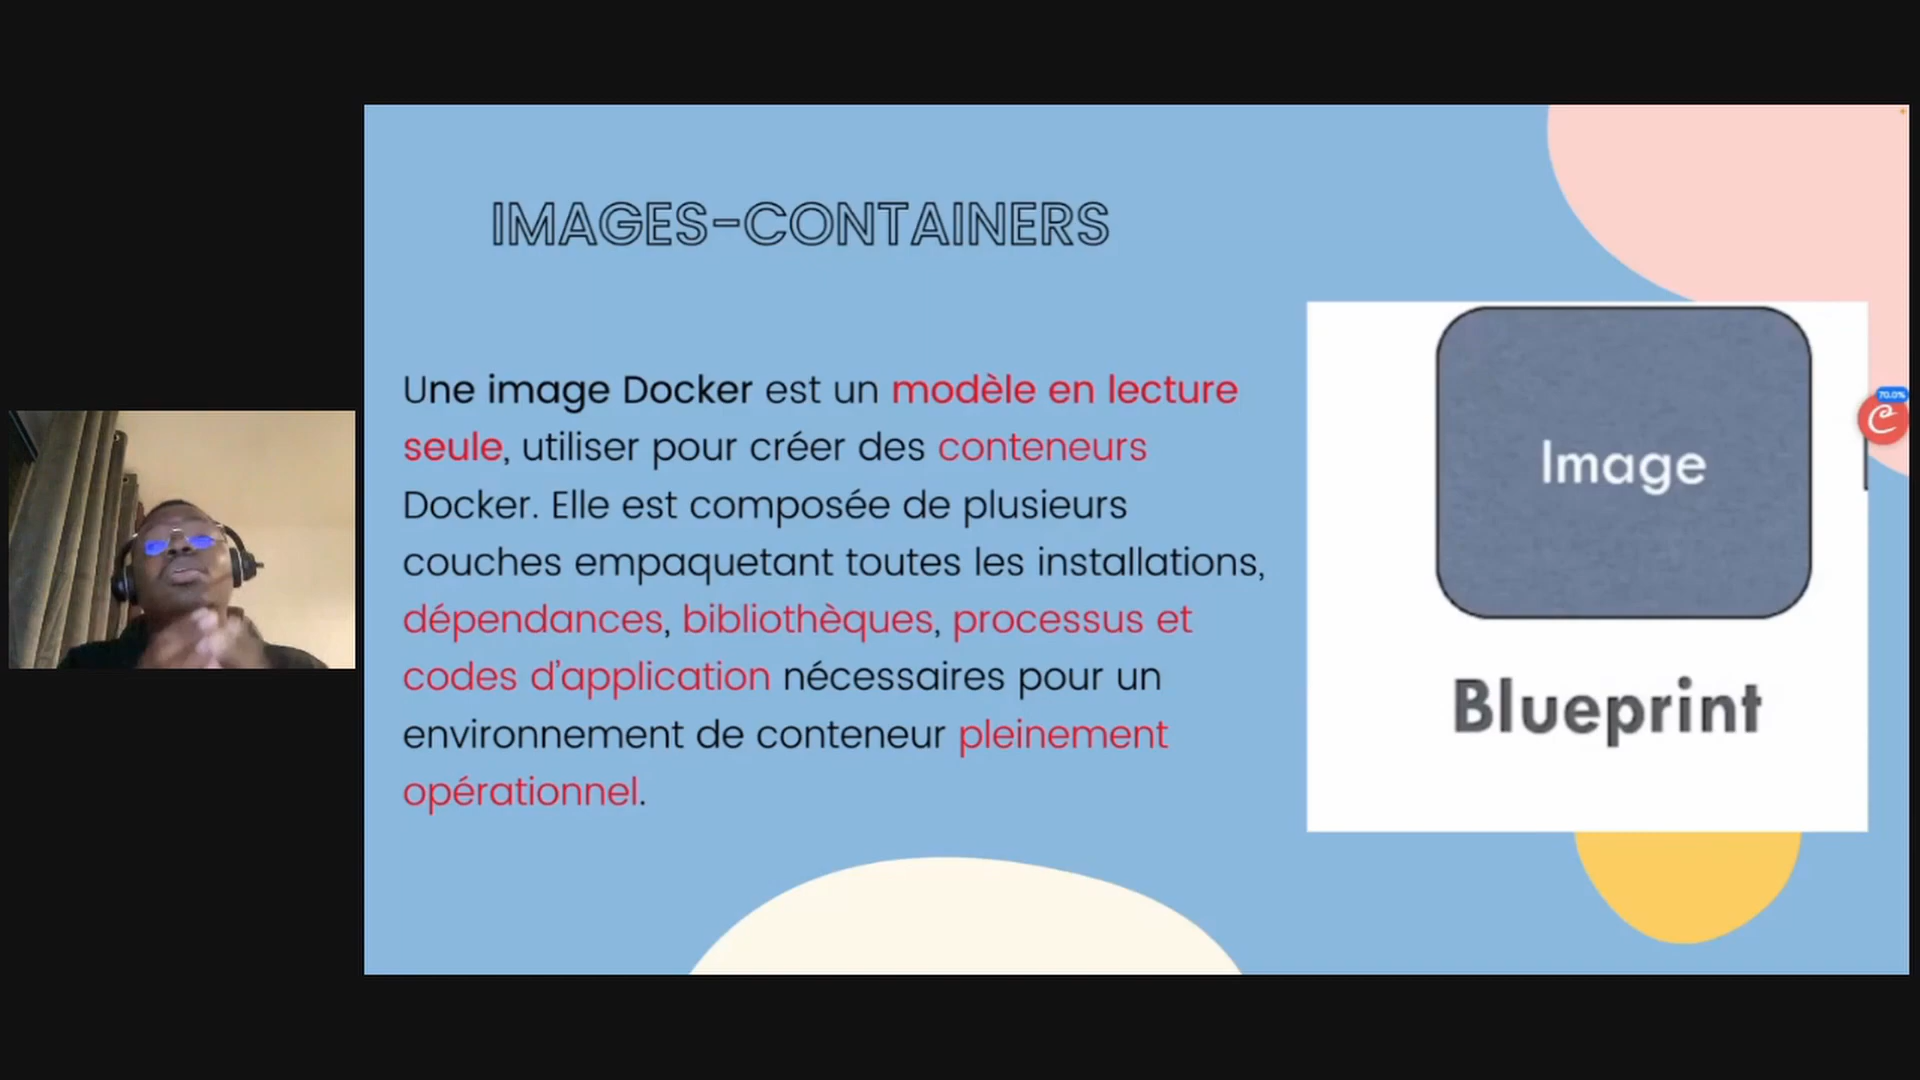 IMAGES-CONTAINERS
Une image Docker est un modèle en lecture
seule, utiliser pour créer des conteneurs
Docker. Elle est composée de plusieurs
couches empaquetant toutes les installations,
dépendances, bibliothèques, processus et
codes d'application nécessaires pour un
environnement de conteneur pleinement
opérationnel.
Image
Blueprint
70.0%